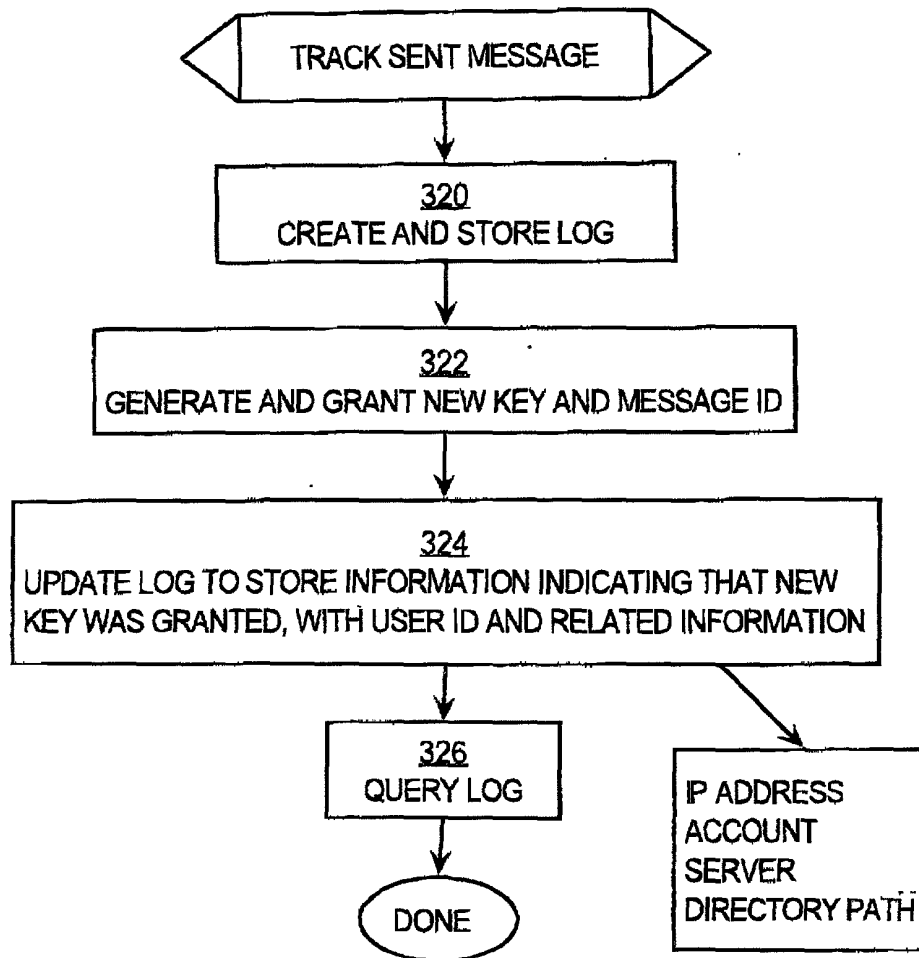 TRACK SENT MESSAGE
320
CREATE AND STORE LOG
322
GENERATE AND GRANT NEW KEY AND MESSAGE ID
324
UPDATE LOG TO STORE INFORMATION INDICATING THAT NEW
KEY WAS GRANTED, WITH USER ID AND RELATED INFORMATION
326
QUERY LOG
IP ADDRESS
ACCOUNT
SERVER
DIRECTORY PATH
DONE